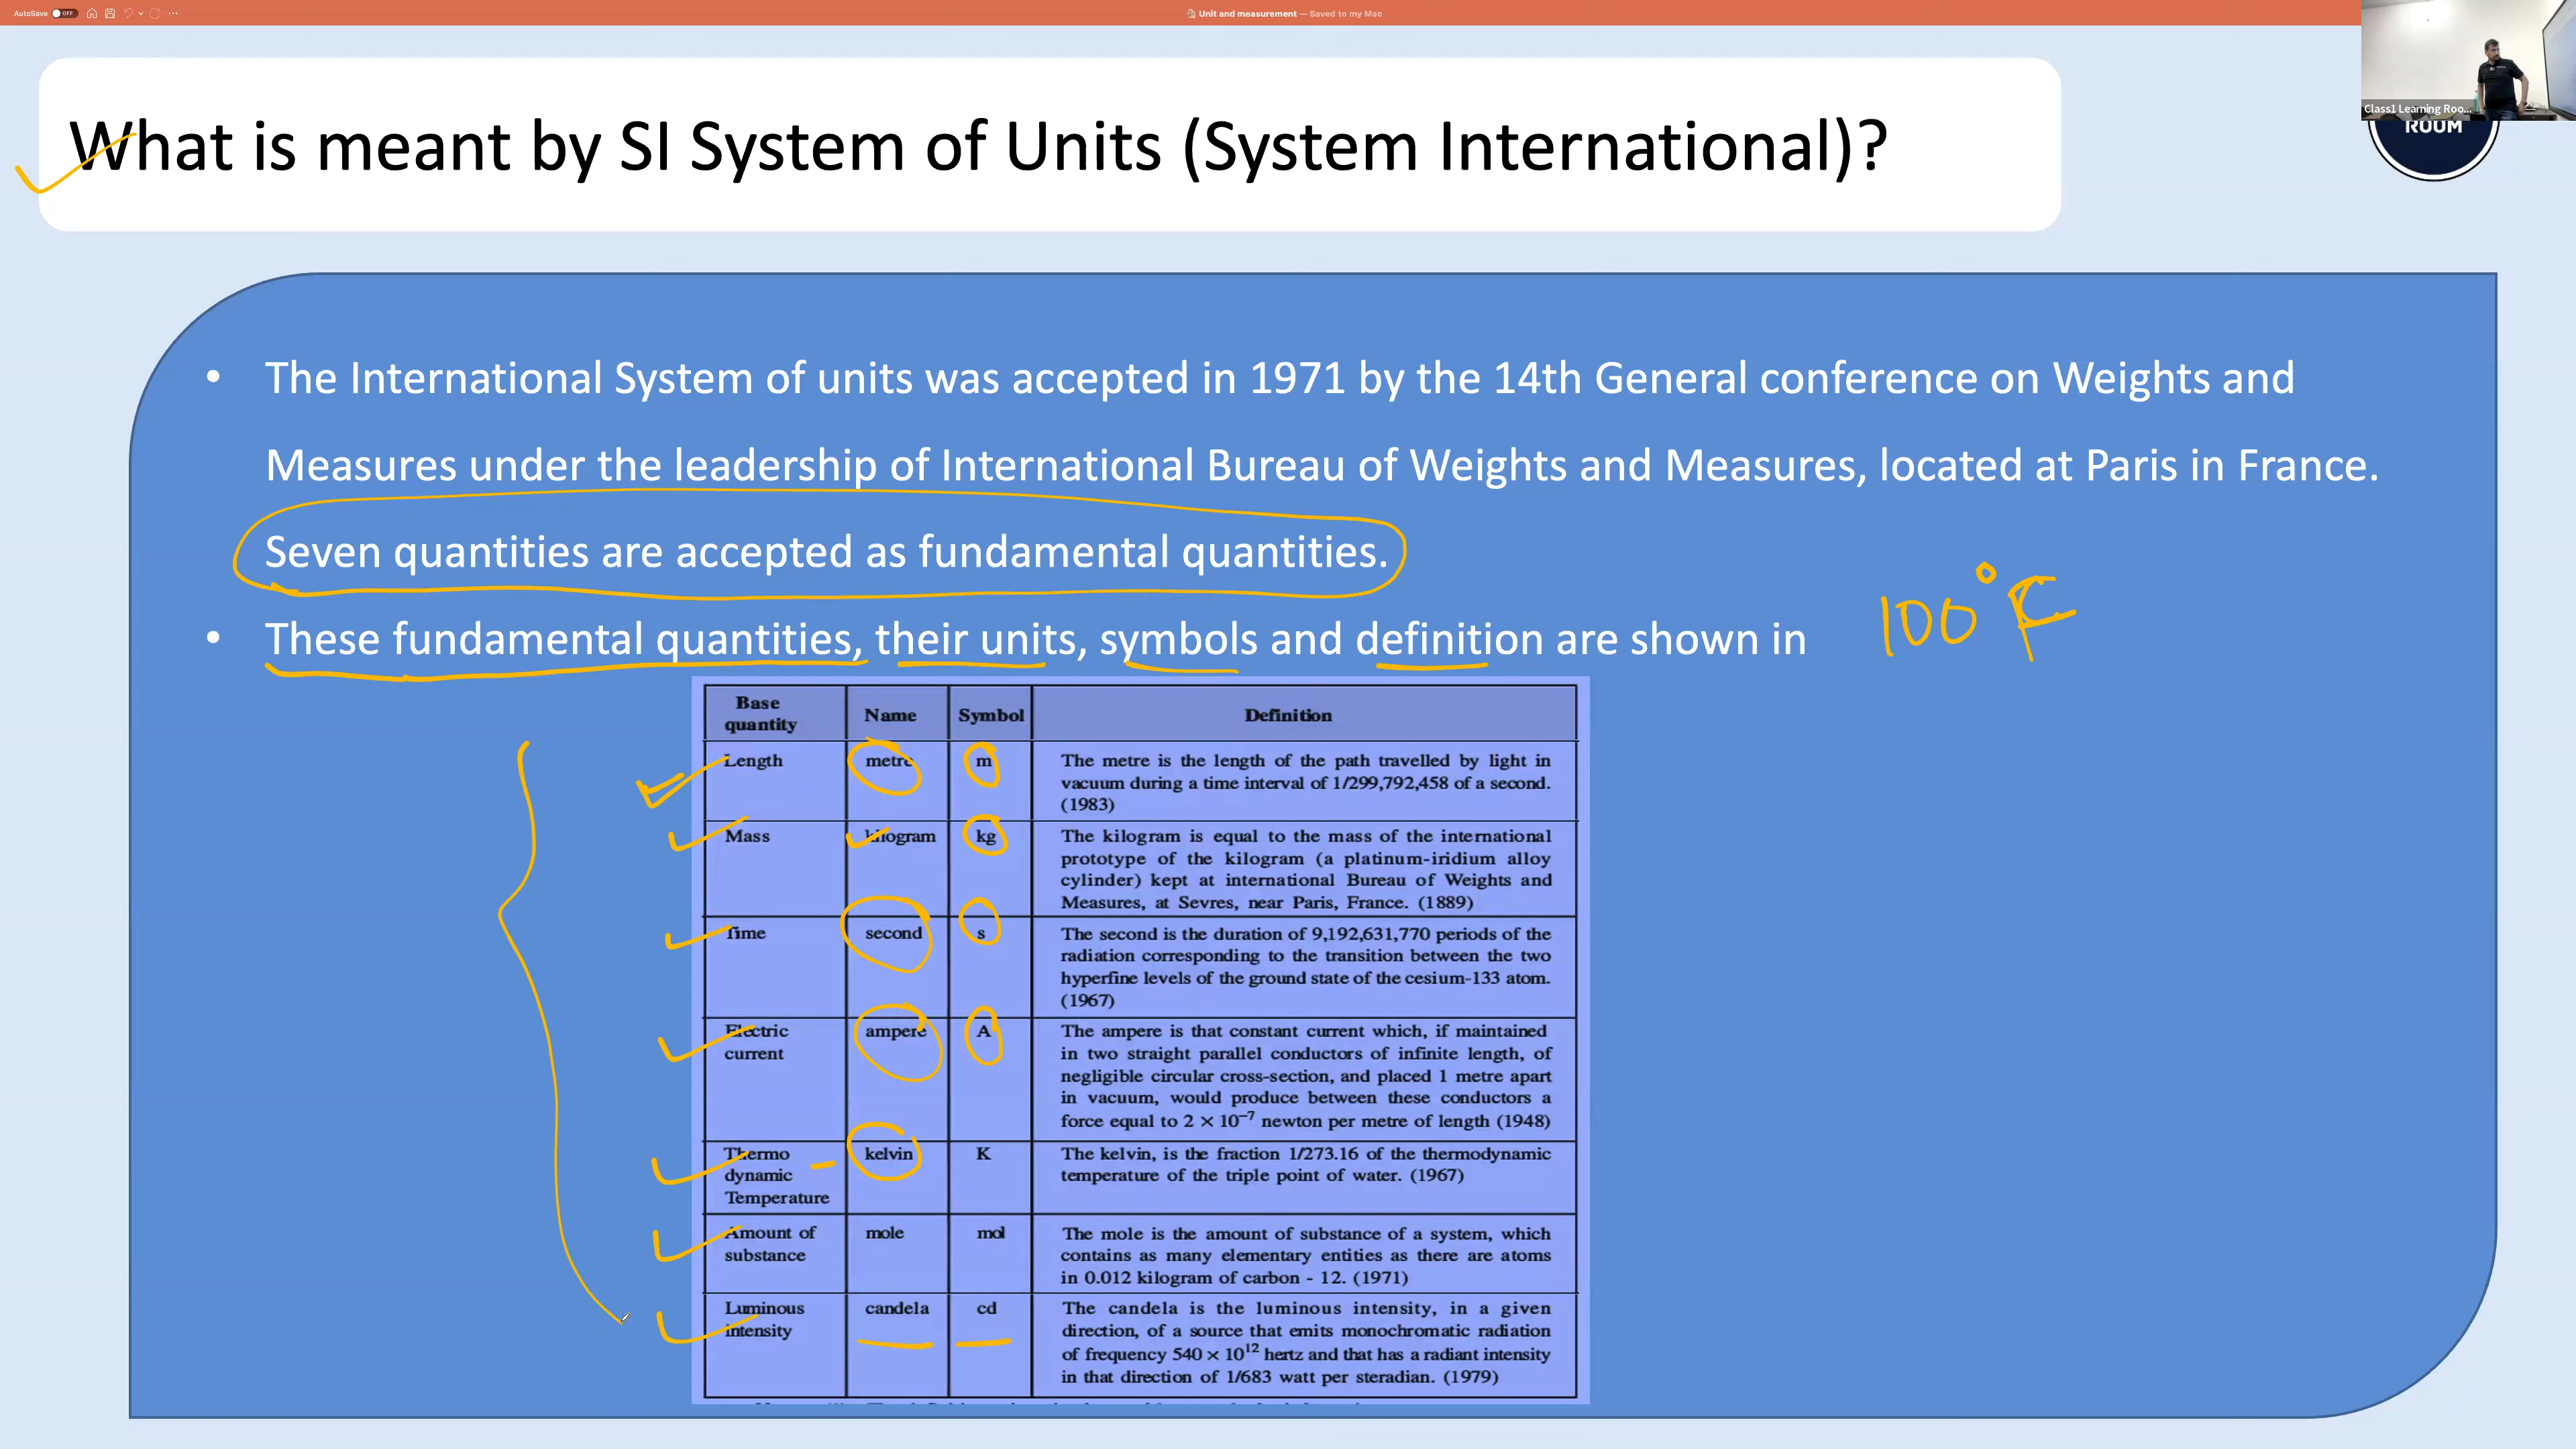 AutoSave OFF
Unit and measurement — Saved to my Mac
Class1 Learning Roo...
ROOM
What is meant by SI System of Units (System International)?
• The International System of units was accepted in 1971 by the 14th General conference on Weights and
Measures under the leadership of International Bureau of Weights and Measures, located at Paris in France.
Seven quantities are accepted as fundamental quantities.
• These fundamental quantities, their units, symbols and definition are shown in
100°
Base quantity Name Symbol Definition
Length metre m The metre is the length of the path travelled by light in
vacuum during a time interval of 1/299,792,458 of a second.
(1983)
Mass kilogram kg The kilogram is equal to the mass of the international
prototype of the kilogram (a platinum-iridium alloy
cylinder) kept at international Bureau of Weights and
Measures, at Sevres, near Paris, France. (1889)
Time second s The second is the duration of 9,192,631,770 periods of the
radiation corresponding to the transition between the two
hyperfine levels of the ground state of the cesium-133 atom.
(1967)
Electric current ampere A The ampere is that constant current which, if maintained
in two straight parallel conductors of infinite length, of
negligible circular cross-section, and placed 1 metre apart
in vacuum, would produce between these conductors a
force equal to 2 × 10⁻⁷ newton per metre of length (1948)
Thermo dynamic Temperature kelvin K The kelvin, is the fraction 1/273.16 of the thermodynamic
temperature of the triple point of water. (1967)
Amount of substance mole mol The mole is the amount of substance of a system, which
contains as many elementary entities as there are atoms
in 0.012 kilogram of carbon - 12. (1971)
Luminous intensity candela cd The candela is the luminous intensity, in a given
direction, of a source that emits monochromatic radiation
of frequency 540 × 10¹² hertz and that has a radiant intensity
in that direction of 1/683 watt per steradian. (1979)